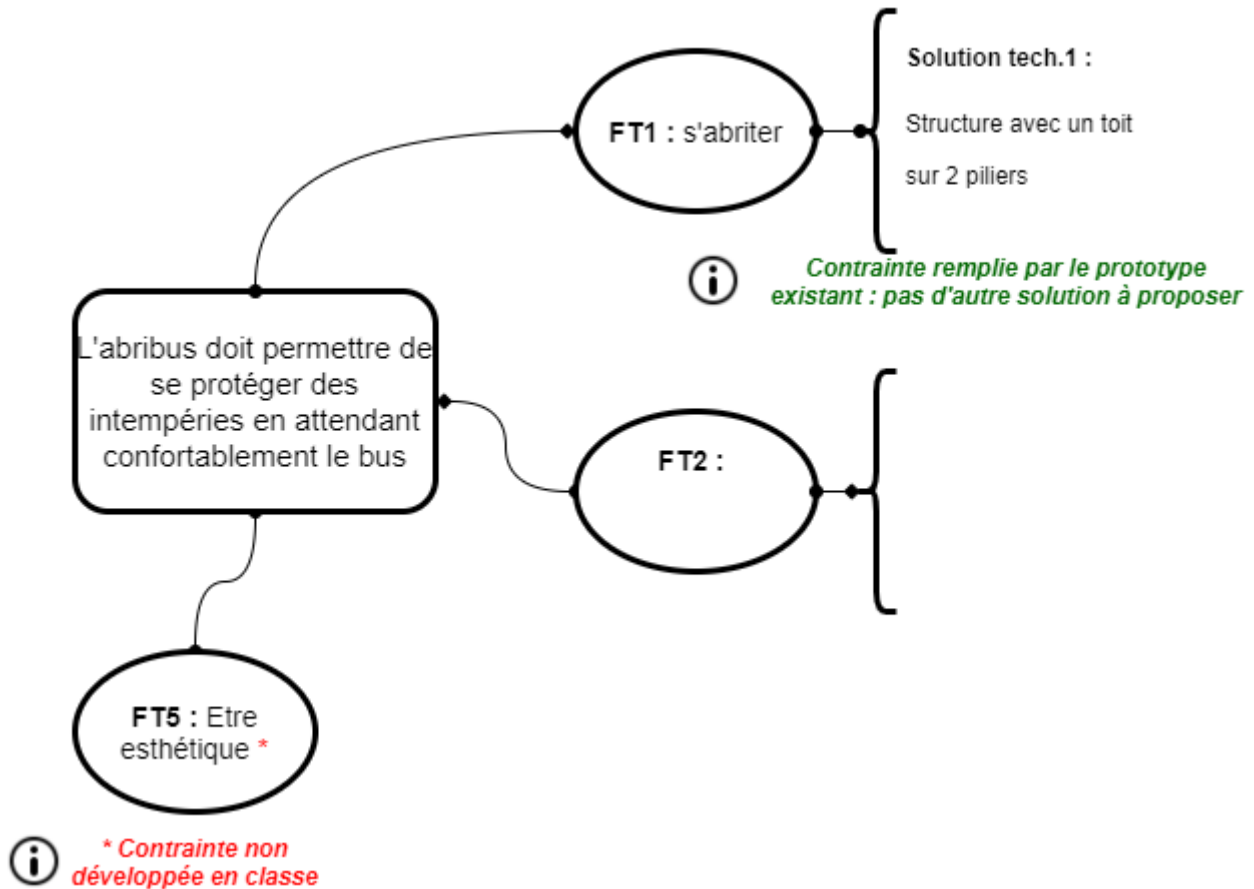 Solution tech.1 :
FT1 : s'abriter
Structure avec un toit
sur 2 piliers
Contrainte remplie par le prototype
existant : pas d'autre solution à proposer
L'abribus doit permettre de
se protéger des
intempéries en attendant
confortablement le bus
FT2 :
FT5 : Etre
esthétique *
* Contrainte non
développée en classe